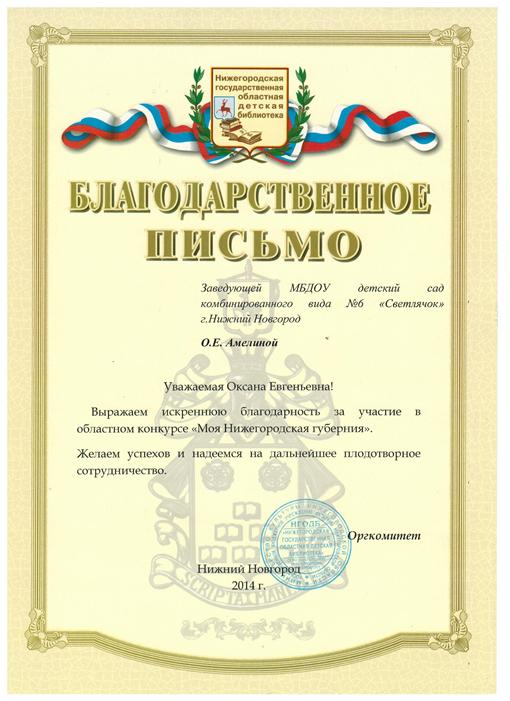 Нижегородская
государственная
областная
детская
библиотека
БЛАГОДАРСТВЕННОЕ
ПИСЬМО
Заведующей МБДОУ детский сад
комбинированного вида №6 «Светлячок»
г.Нижний Новгород
О.Е. Амелиной
Уважаемая Оксана Евгеньевна!
Выражаем искреннюю благодарность за участие в
областном конкурсе «Моя Нижегородская губерния».
Желаем успехов и надеемся на дальнейшее плодотворное
сотрудничество.
НГОДБ
«НИЖЕГОРОДСКАЯ
ГОСУДАРСТВЕННАЯ
ОБЛАСТНАЯ ДЕТСКАЯ
БИБЛИОТЕКА»
Оргкомитет
Нижний Новгород
2014 г.
SCRIPTA MAN